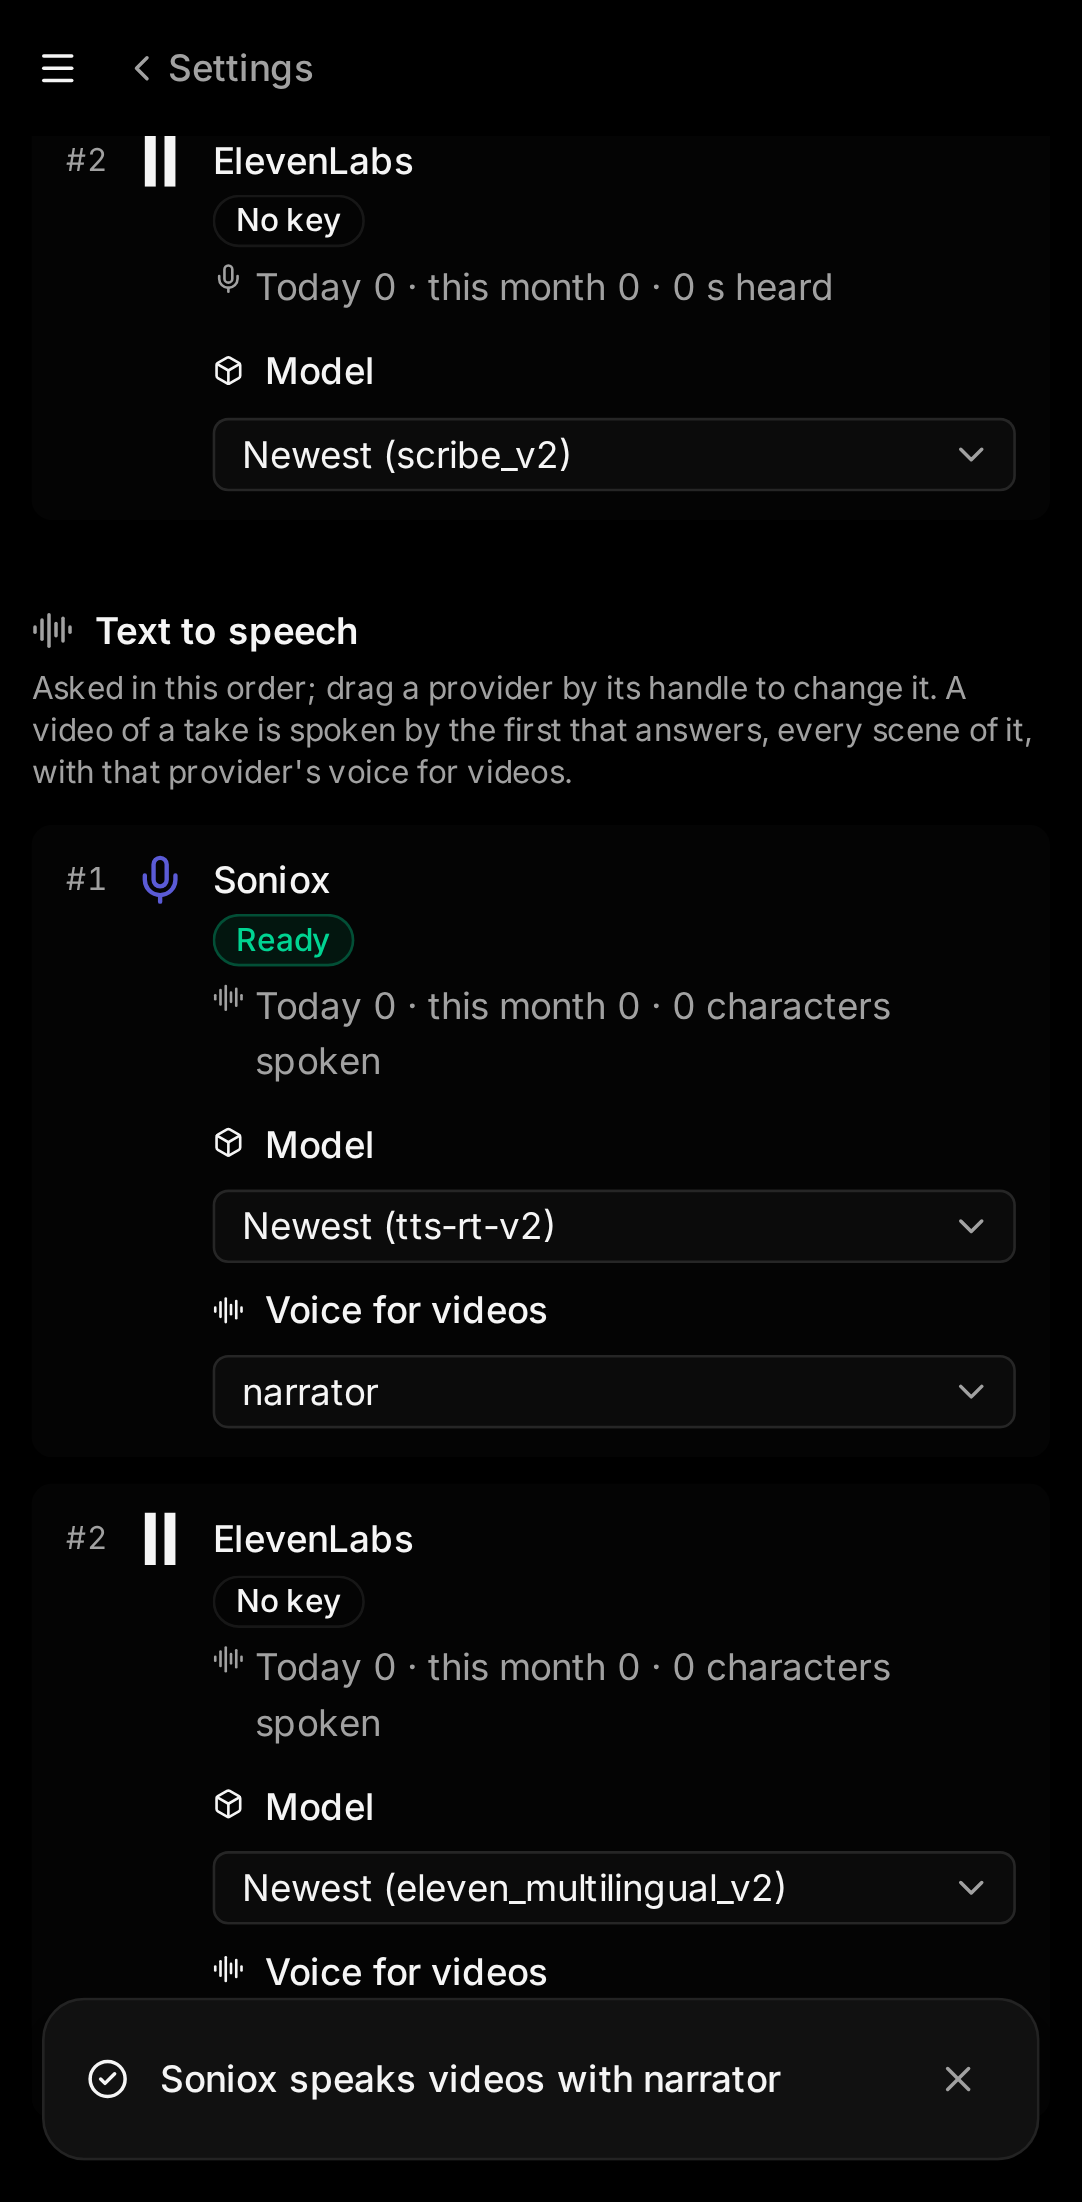 Settings
#2
ElevenLabs
No key
Today 0 · this month 0 · 0 s heard
Model
Newest (scribe_v2)
Text to speech
Asked in this order; drag a provider by its handle to change it. A
video of a take is spoken by the first that answers, every scene of it,
with that provider's voice for videos.
#1
Soniox
Ready
Today 0 · this month 0 · 0 characters
spoken
Model
Newest (tts-rt-v2)
Voice for videos
narrator
#2
ElevenLabs
No key
Today 0 · this month 0 · 0 characters
spoken
Model
Newest (eleven_multilingual_v2)
Voice for videos
Soniox speaks videos with narrator